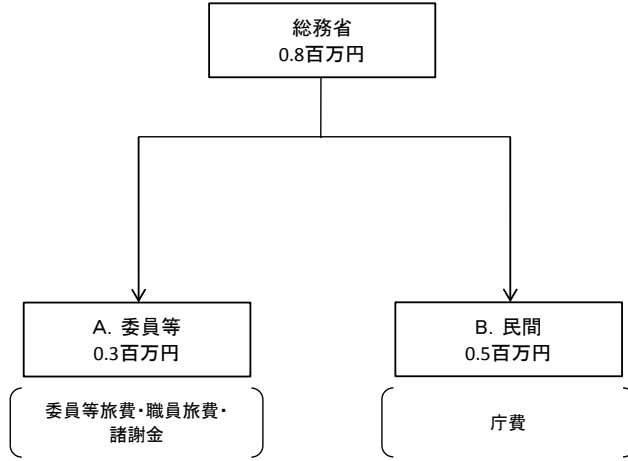 総務省
0.8百万円
A．委員等
0.3百万円
B．民間
0.5百万円
委員等旅費・職員旅費・
諸謝金
庁費